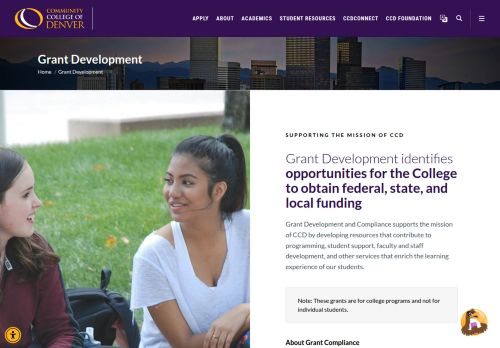 COMMUNITY
COLLEGE OF
DENVER
APPLY ABOUT ACADEMICS STUDENT RESOURCES CCDCONNECT CCD FOUNDATION
Grant Development
Home / Grant Development
SUPPORTING THE MISSION OF CCD
Grant Development identifies
opportunities for the College
to obtain federal, state, and
local funding
Grant Development and Compliance supports the mission
of CCD by developing resources that contribute to
programming, student support, faculty and staff
development, and other services that enrich the learning
experience of our students.
Note: These grants are for college programs and not for
individual students.
About Grant Compliance